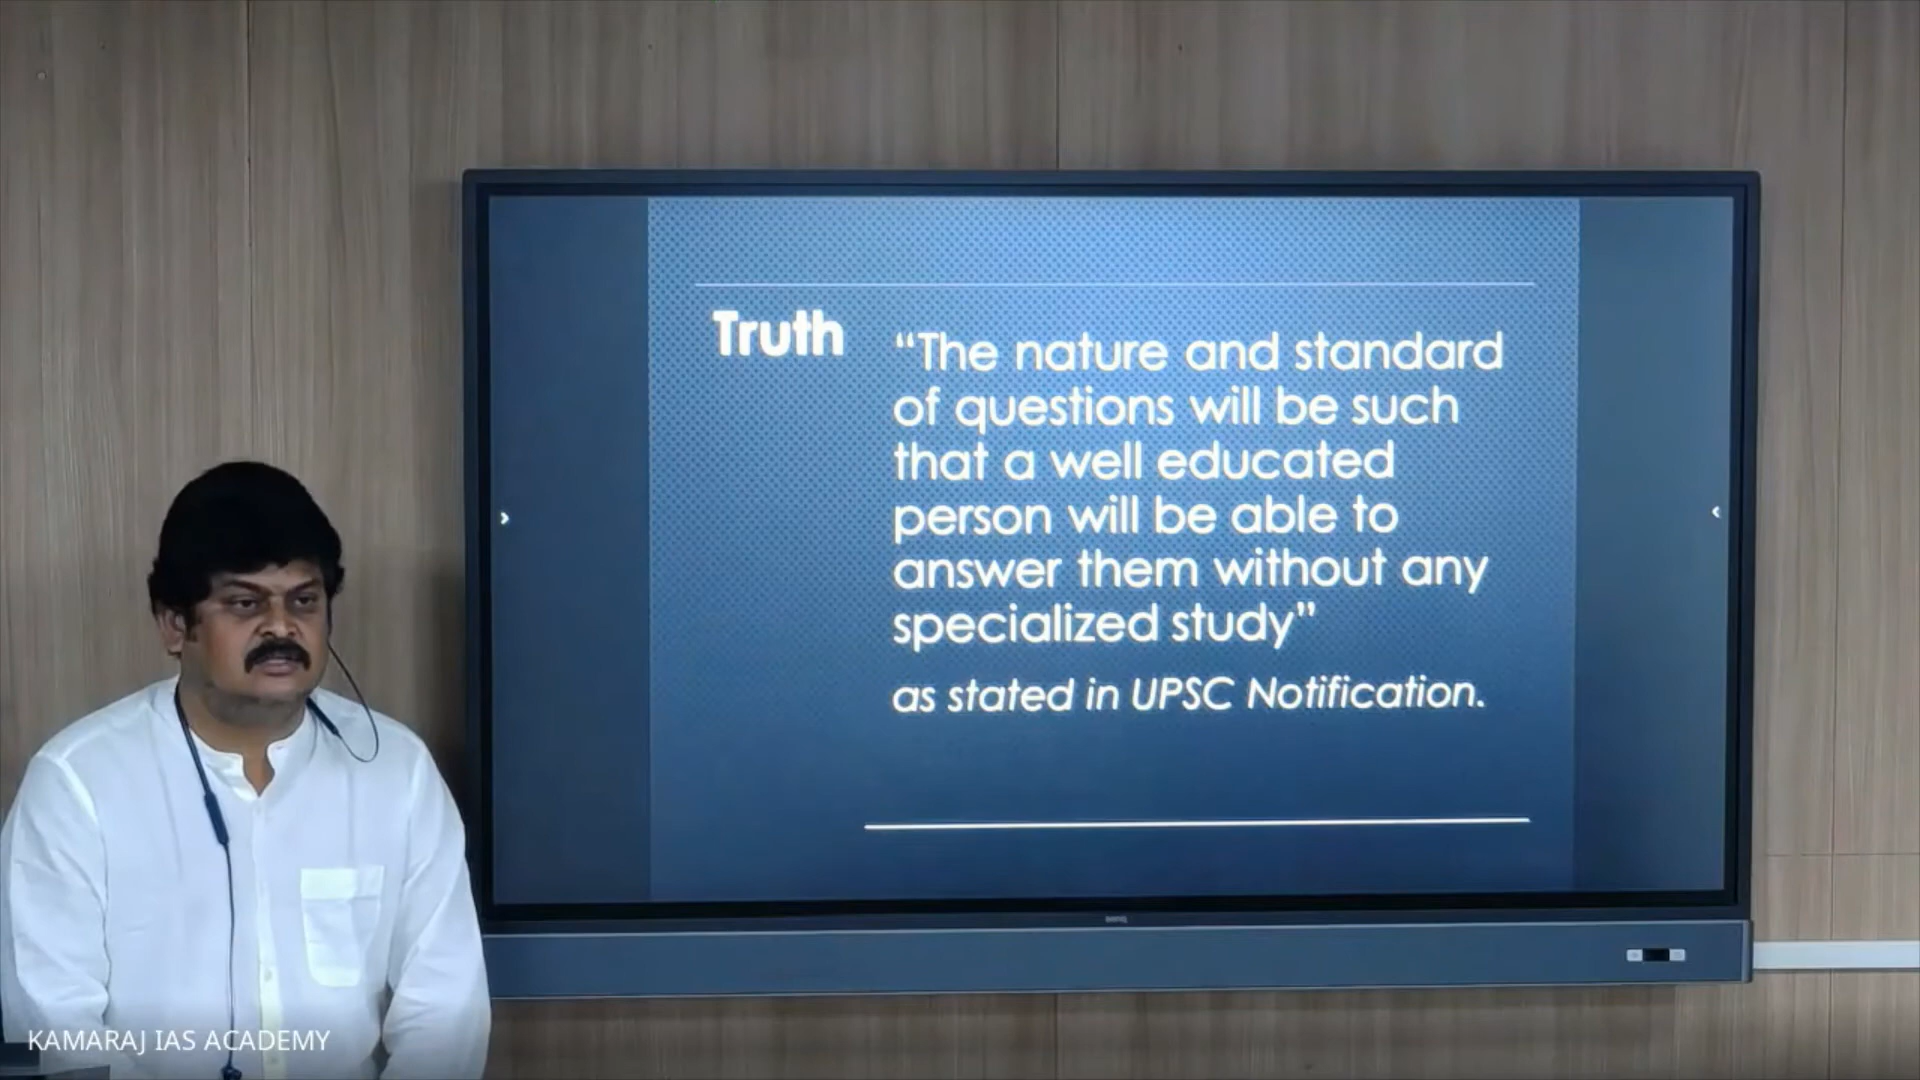 Truth
“The nature and standard
of questions will be such
that a well educated
person will be able to
answer them without any
specialized study”
as stated in UPSC Notification.
BenQ
KAMARAJ IAS ACADEMY